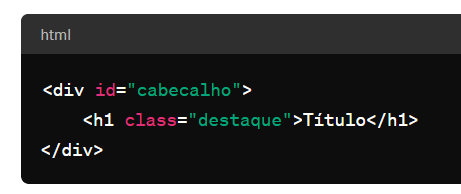 html
<div id="cabecalho">
    <h1 class="destaque">Título</h1>
</div>